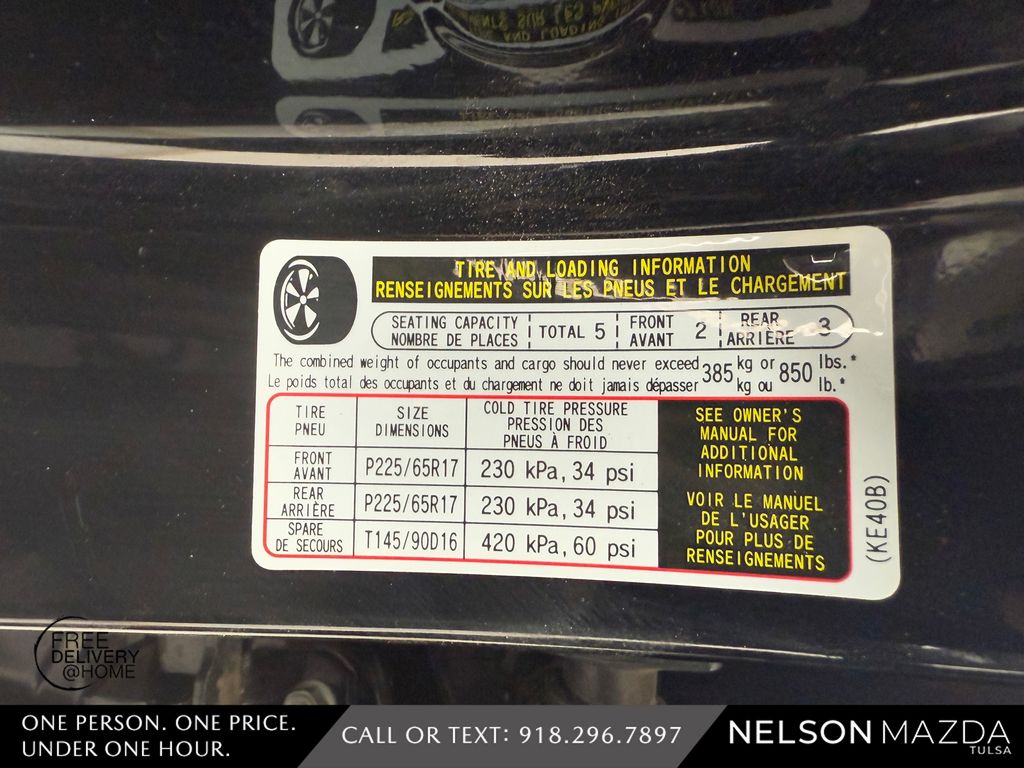 TIRE AND LOADING INFORMATION
RENSEIGNEMENTS SUR LES PNEUS ET LE CHARGEMENT
SEATING CAPACITY
NOMBRE DE PLACES
TOTAL 5
FRONT
AVANT
2
REAR
ARRIÈRE
3
The combined weight of occupants and cargo should never exceed 385 kg or 850 lbs.*
Le poids total des occupants et du chargement ne doit jamais dépasser kg ou lb.*
TIRE
PNEU
SIZE
DIMENSIONS
COLD TIRE PRESSURE
PRESSION DES
PNEUS À FROID
FRONT
AVANT
P225/65R17
230 kPa, 34 psi
REAR
ARRIÈRE
P225/65R17
230 kPa, 34 psi
SPARE
DE SECOURS
T145/90D16
420 kPa, 60 psi
SEE OWNER'S
MANUAL FOR
ADDITIONAL
INFORMATION
VOIR LE MANUEL
DE L'USAGER
POUR PLUS DE
RENSEIGNEMENTS
(KE40B)
FREE
DELIVERY
@HOME
ONE PERSON. ONE PRICE.
UNDER ONE HOUR.
CALL OR TEXT: 918.296.7897
NELSON MAZDA
TULSA